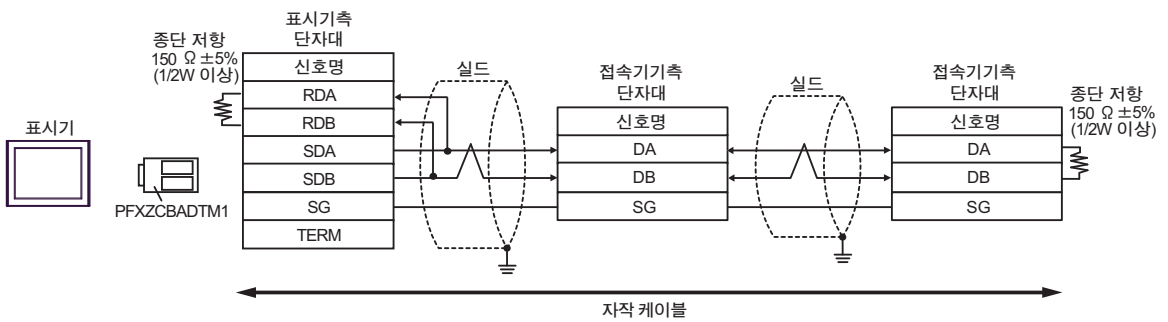 표시기
PFXZCBADTM1
종단 저항
150 Ω ±5%
(1/2W 이상)
표시기측
단자대
신호명
RDA
RDB
SDA
SDB
SG
TERM
실드
접속기기측
단자대
신호명
DA
DB
SG
실드
접속기기측
단자대
신호명
DA
DB
SG
종단 저항
150 Ω ±5%
(1/2W 이상)
자작 케이블